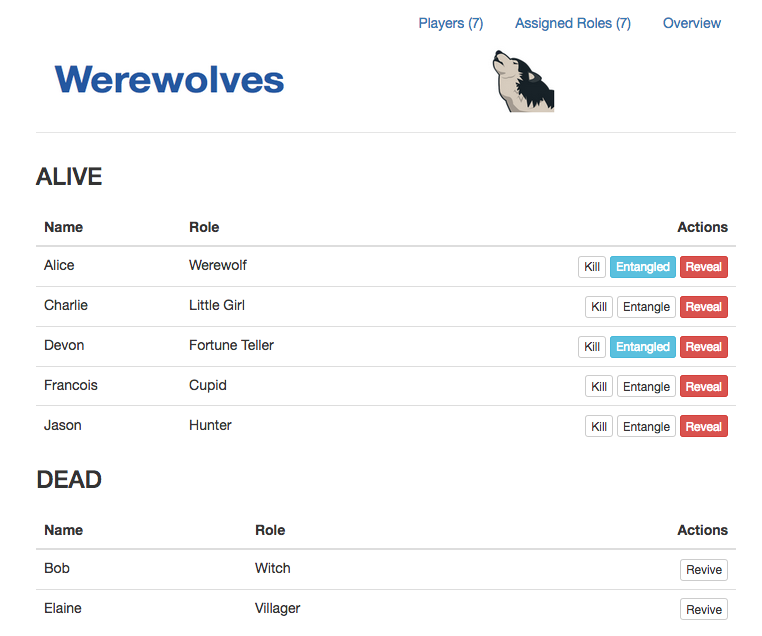 Players (7) Assigned Roles (7) Overview
Werewolves
ALIVE
Name Role Actions
Alice Werewolf Kill Entangled Reveal
Charlie Little Girl Kill Entangle Reveal
Devon Fortune Teller Kill Entangled Reveal
Francois Cupid Kill Entangle Reveal
Jason Hunter Kill Entangle Reveal
DEAD
Name Role Actions
Bob Witch Revive
Elaine Villager Revive